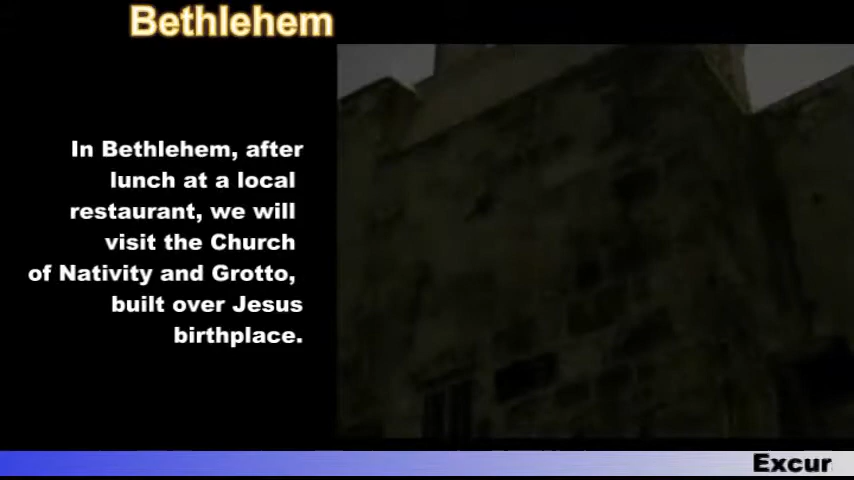 Bethlehem
In Bethlehem, after
lunch at a local
restaurant, we will
visit the Church
of Nativity and Grotto,
built over Jesus
birthplace.
Excur